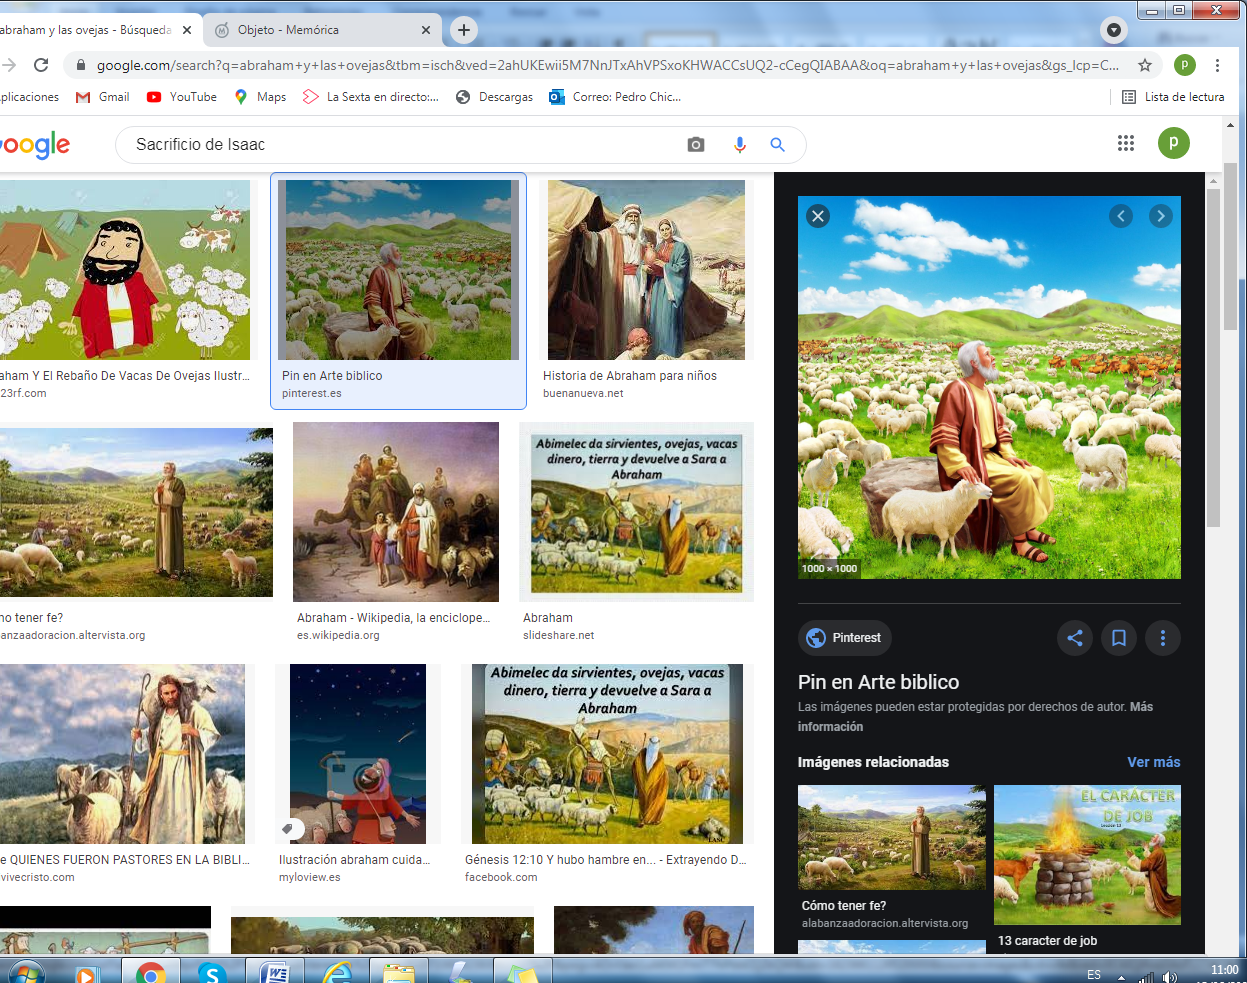 abraham y las ovejas - Búsqueda
Objeto - Memórica
google.com/search?q=abraham+y+las+ovejas&tbm=isch&ved=2ahUKEwii5M7NnJTxAhVPSxoKHWACCsUQ2-cCegQIABAA&oq=abraham+y+las+ovejas&gs_lcp=C...
p
plicaciones
Gmail
YouTube
Maps
La Sexta en directo:...
Descargas
Correo: Pedro Chic...
Lista de lectura
oogle
Sacrificio de Isaac
p
aham Y El Rebaño De Vacas De Ovejas Ilustr...
23rf.com
Pin en Arte biblico
pinterest.es
Historia de Abraham para niños
buenanueva.net
mo tener fe?
banzaadoracion.altervista.org
Abraham - Wikipedia, la enciclope...
es.wikipedia.org
Abimelec da sirvientes, ovejas, vacas
dinero, tierra y devuelve a Sara a
Abraham
Abraham
slideshare.net
e QUIENES FUERON PASTORES EN LA BIBLI...
vivecristo.com
Ilustración abraham cuida...
myloview.es
Abimelec da sirvientes, ovejas, vacas
dinero, tierra y devuelve a Sara a
Abraham
LASC
Génesis 12:10 Y hubo hambre en... - Extrayendo D...
facebook.com
1000 × 1000
Pinterest
Pin en Arte biblico
Las imágenes pueden estar protegidas por derechos de autor. Más
información
Imágenes relacionadas
Ver más
Cómo tener fe?
alabanzaadoracion.altervista.org
EL CARÁCTER
DE JOB
Lección 13
13 caracter de job
ES
11:00